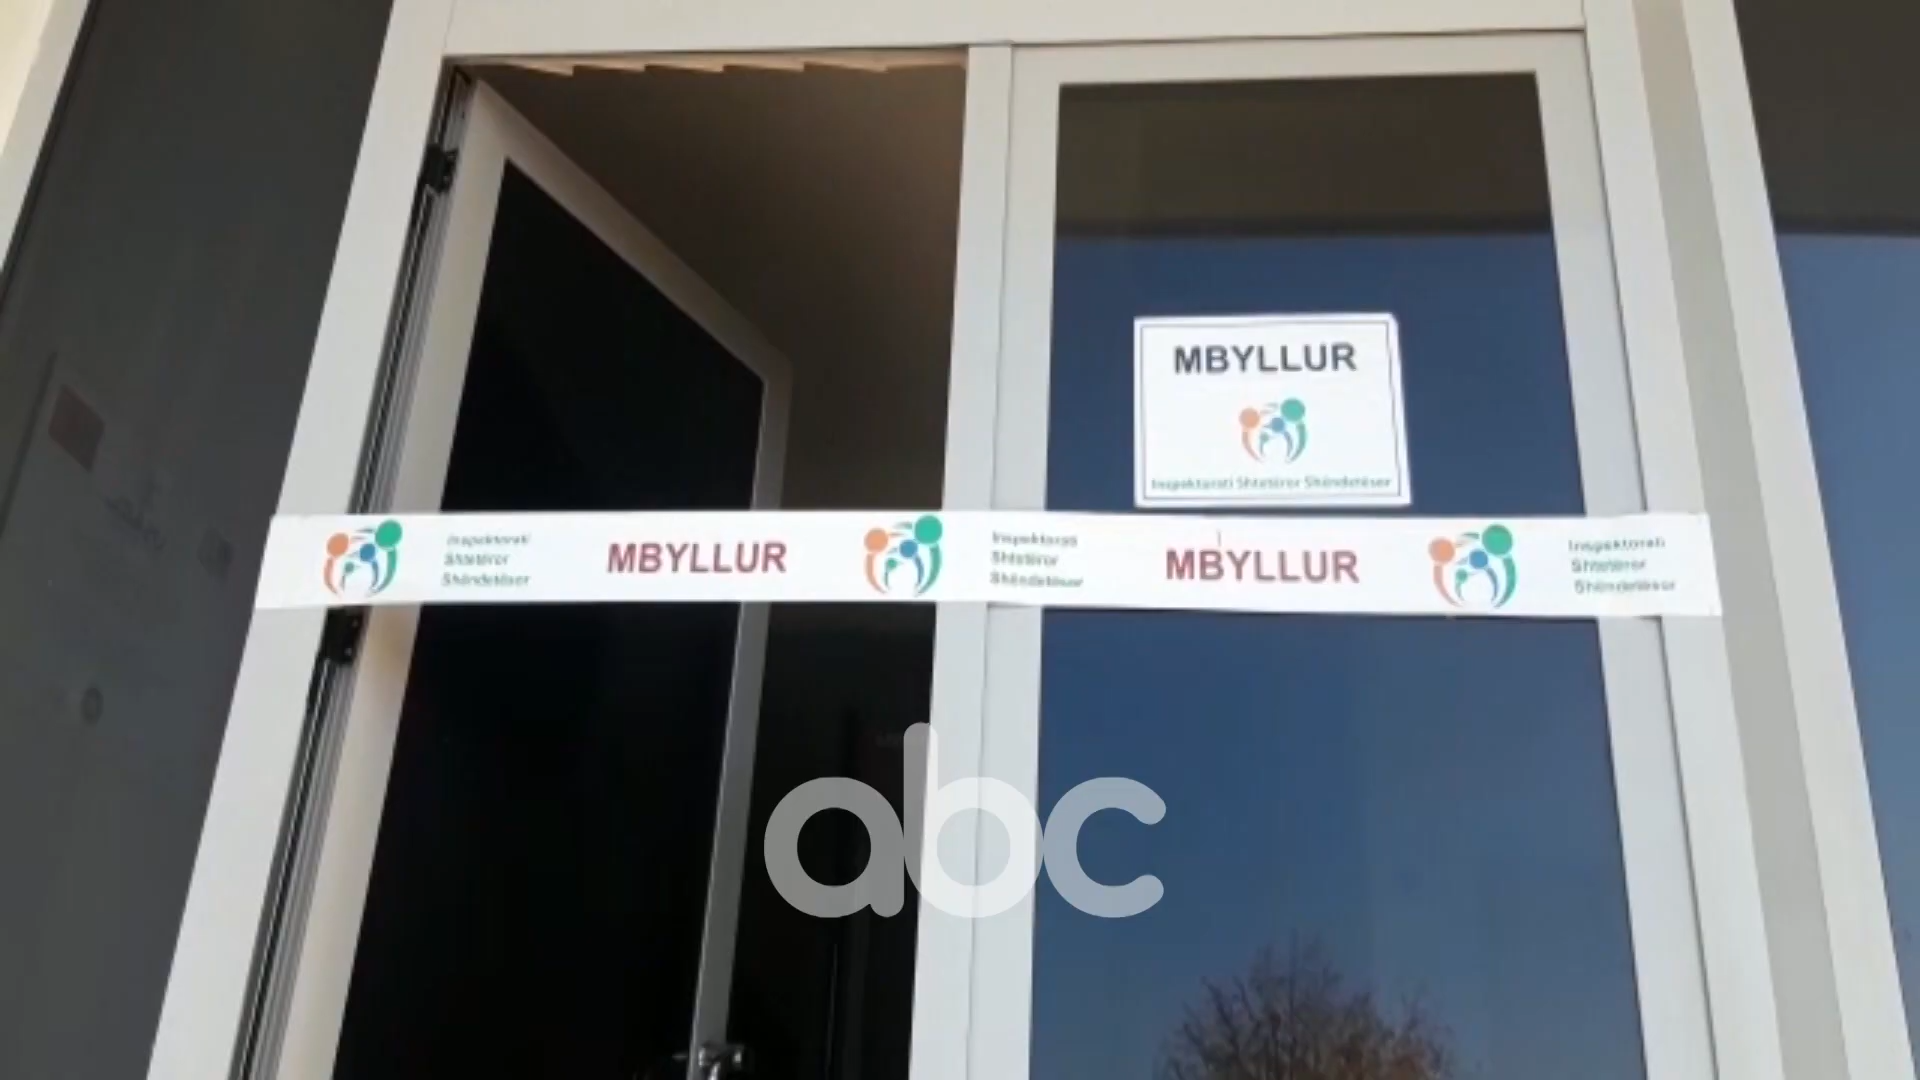 MBYLLUR
Inspektorati Shtetëror Shëndetësor
Inspektorati
Shtetëror
Shëndetësor
MBYLLUR
Inspektorati
Shtetëror
Shëndetësor
MBYLLUR
Inspektorati
Shtetëror
Shëndetësor
abc